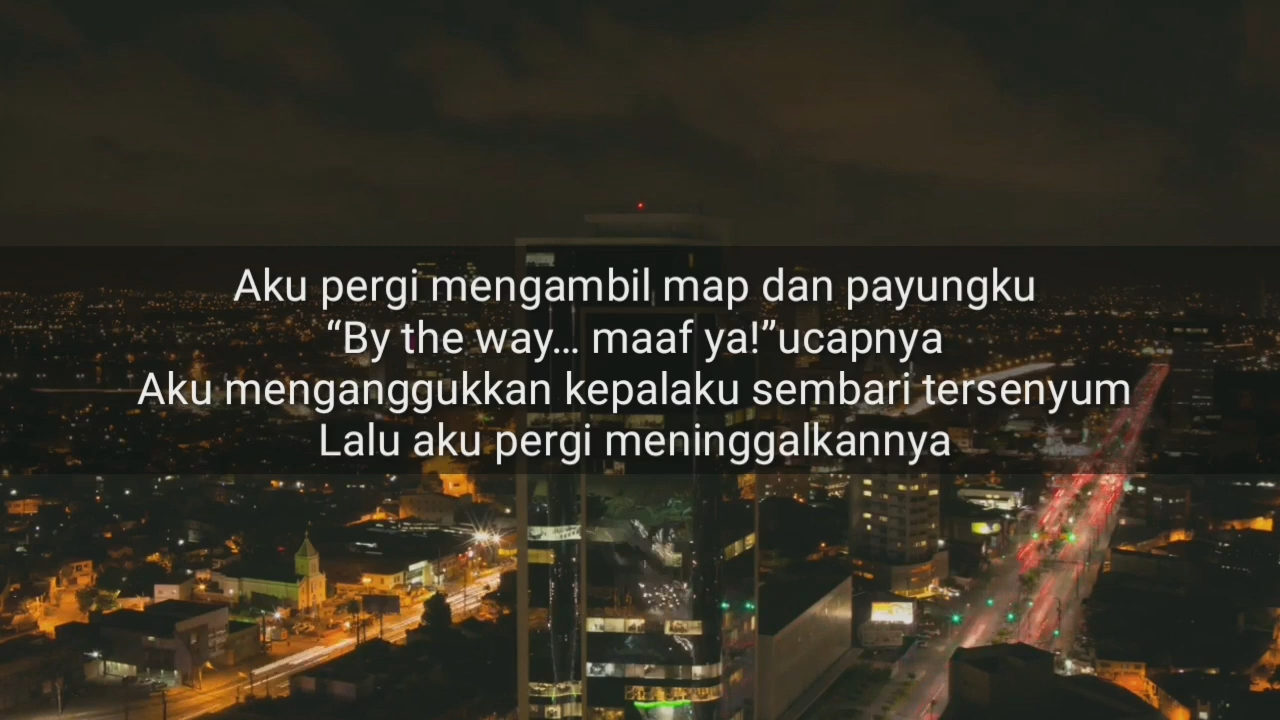 Aku pergi mengambil map dan payungku
“By the way... maaf ya!”ucapnya
Aku menganggukkan kepalaku sembari tersenyum
Lalu aku pergi meninggalkannya